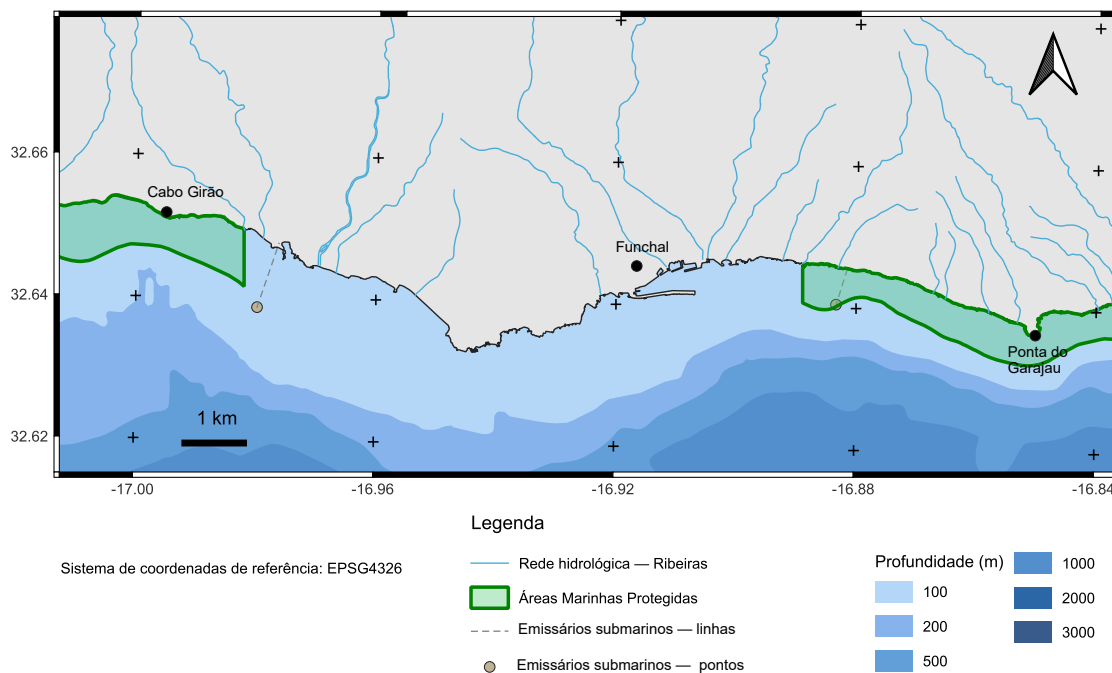 32.66
Cabo Girão
Funchal
32.64
Ponta do
Garajau
1 km
32.62
-17.00
-16.96
-16.92
-16.88
-16.84
Legenda
Sistema de coordenadas de referência: EPSG4326
Rede hidrológica — Ribeiras
Áreas Marinhas Protegidas
Emissários submarinos — linhas
Emissários submarinos — pontos
Profundidade (m)
100
200
500
1000
2000
3000